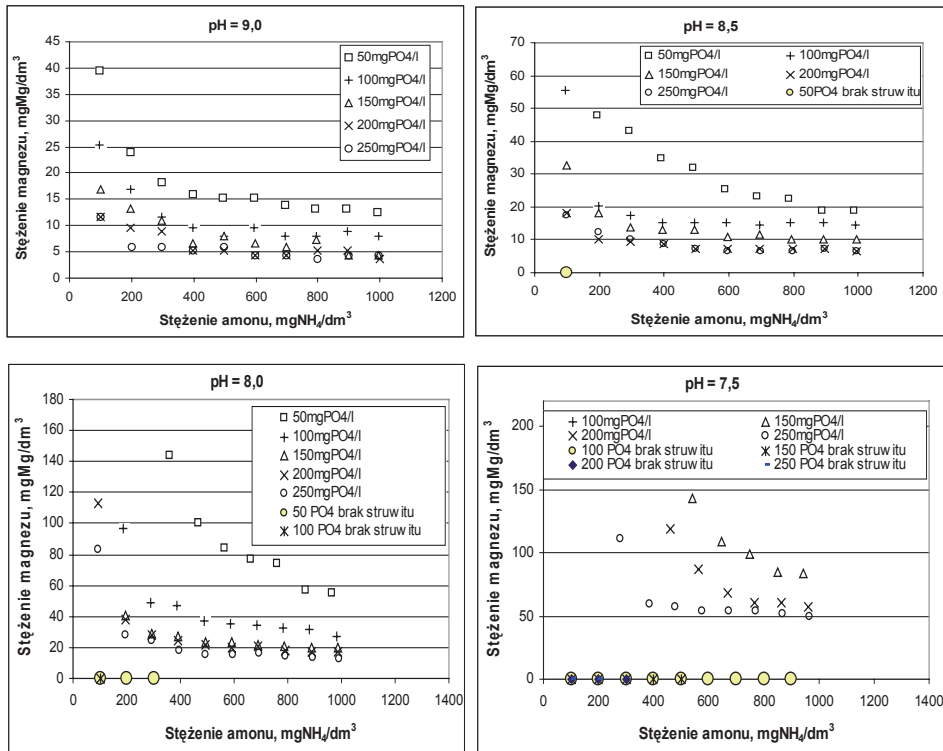 pH = 9,0
Stężenie magnezu, mgMg/dm³
45
40
35
30
25
20
15
10
5
0
50mgPO4/l
100mgPO4/l
150mgPO4/l
200mgPO4/l
250mgPO4/l
0 200 400 600 800 1000 1200
Stężenie amonu, mgNH₄/dm³
pH = 8,5
Stężenie magnezu, mgMg/dm³
70
60
50
40
30
20
10
0
50mgPO4/l 100mgPO4/l
150mgPO4/l 200mgPO4/l
250mgPO4/l 50PO4 brak struwitu
0 200 400 600 800 1000 1200
Stężenie amonu, mgNH₄/dm³
pH = 8,0
Stężenie magnezu, mgMg/dm³
180
160
140
120
100
80
60
40
20
0
50mgPO4/l
100mgPO4/l
150mgPO4/l
200mgPO4/l
250mgPO4/l
50 PO4 brak struwitu
100 PO4 brak struwitu
0 200 400 600 800 1000 1200 1400
Stężenie amonu, mgNH₄/dm³
pH = 7,5
Stężenie magnezu, mgMg/dm³
200
150
100
50
0
100mgPO4/l 150mgPO4/l
200mgPO4/l 250mgPO4/l
100 PO4 brak struwitu 150 PO4 brak struwitu
200 PO4 brak struwitu 250 PO4 brak struwitu
0 200 400 600 800 1000 1200 1400
Stężenie amonu, mgNH₄/dm³